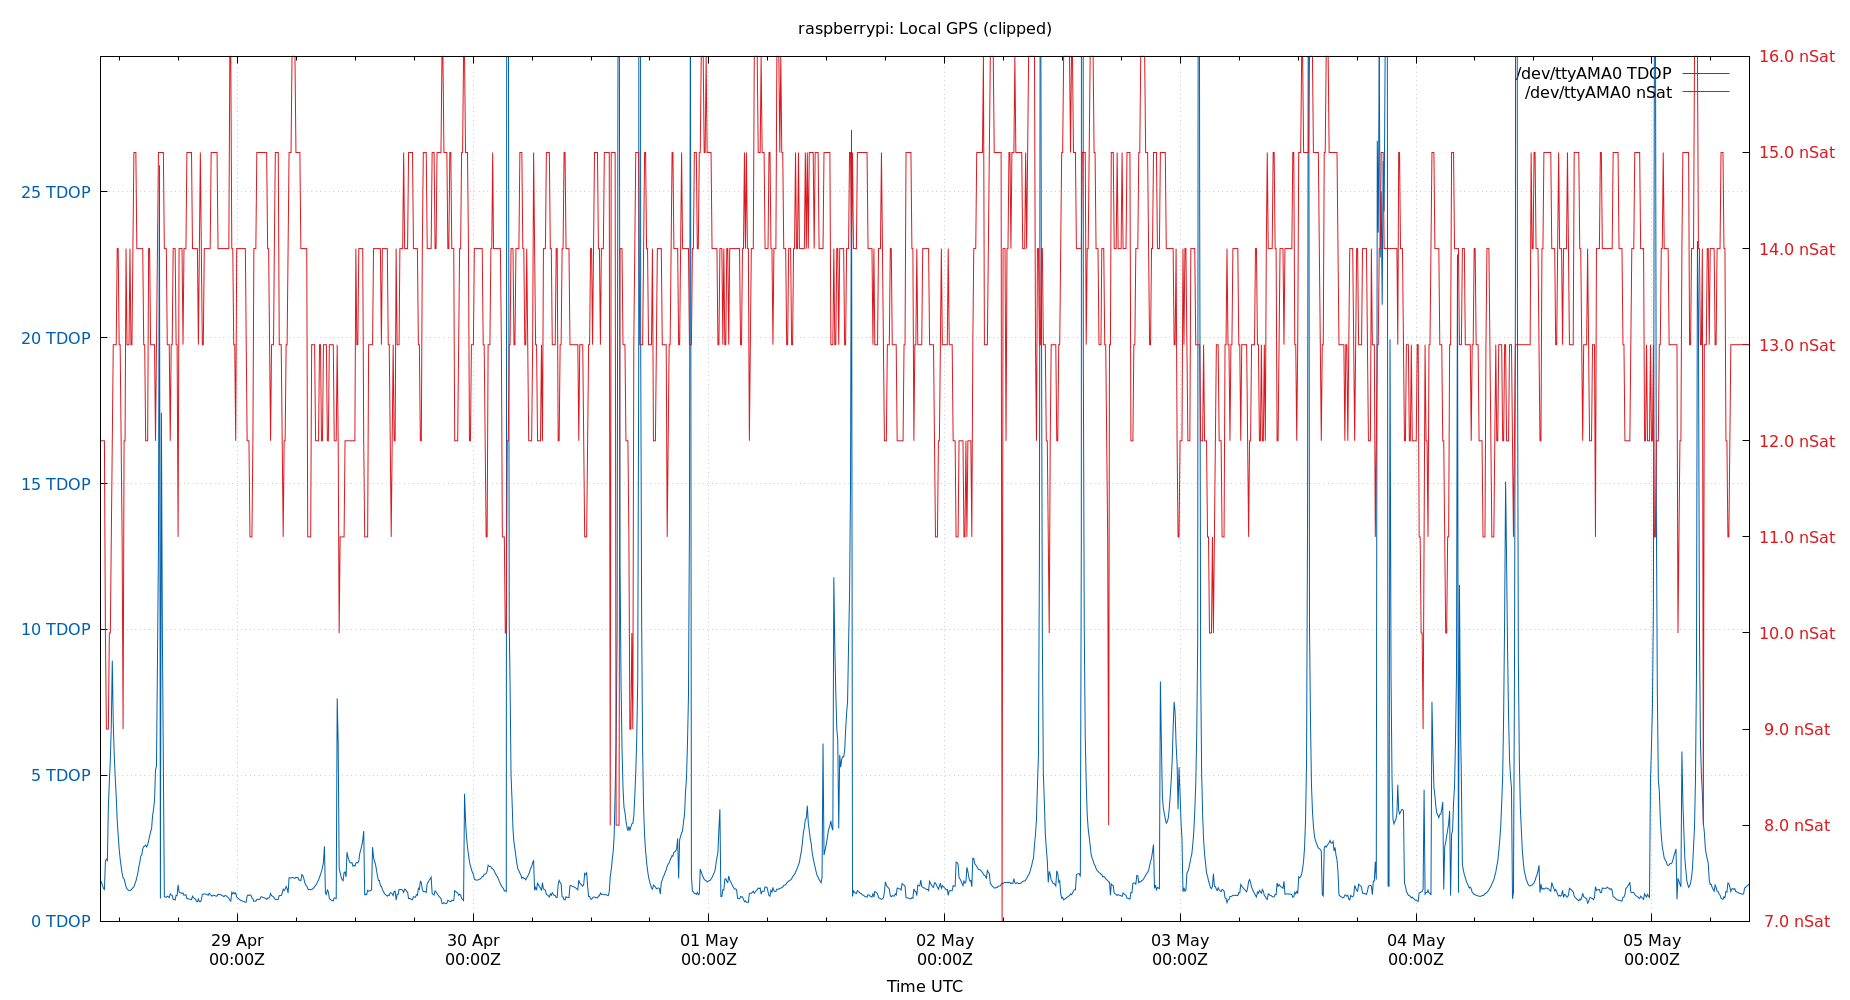 raspberrypi: Local GPS (clipped)
/dev/ttyAMA0 TDOP
/dev/ttyAMA0 nSat
25 TDOP
20 TDOP
15 TDOP
10 TDOP
5 TDOP
0 TDOP
16.0 nSat
15.0 nSat
14.0 nSat
13.0 nSat
12.0 nSat
11.0 nSat
10.0 nSat
9.0 nSat
8.0 nSat
7.0 nSat
29 Apr
00:00Z
30 Apr
00:00Z
01 May
00:00Z
02 May
00:00Z
03 May
00:00Z
04 May
00:00Z
05 May
00:00Z
Time UTC